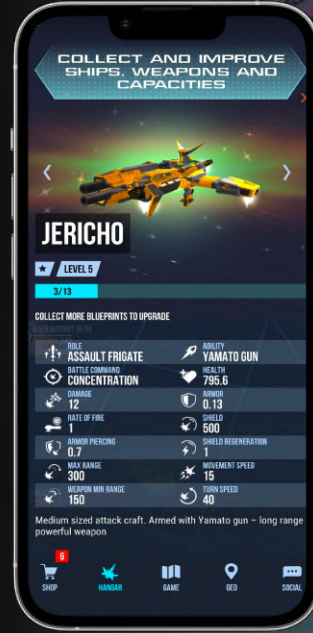 COLLECT AND IMPROVE
SHIPS, WEAPONS AND
CAPACITIES
JERICHO
LEVEL 5
3/13
COLLECT MORE BLUEPRINTS TO UPGRADE
ROLE
ASSAULT FRIGATE
ABILITY
YAMATO GUN
BATTLE COMMAND
CONCENTRATION
HEALTH
795.6
DAMAGE
12
ARMOR
0.13
RATE OF FIRE
1
SHIELD
500
ARMOR PIERCING
0.7
SHIELD REGENERATION
1
MAX RANGE
300
MOVEMENT SPEED
15
WEAPON MIN RANGE
150
TURN SPEED
40
Medium sized attack craft. Armed with Yamato gun – long range
powerful weapon
6
SHOP
HANGAR
GAME
GEO
SOCIAL